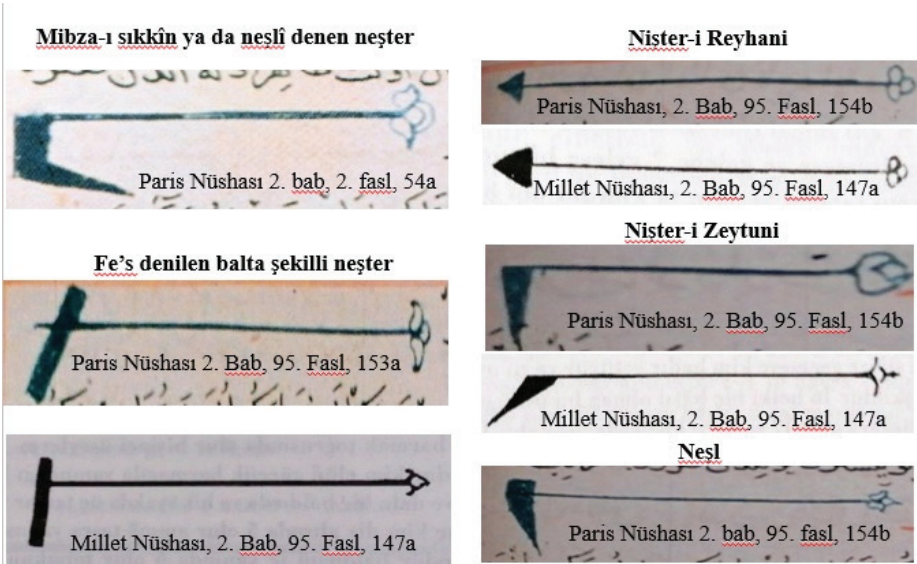 Mibza-ı sıkkîn ya da neşlî denen neşter
Paris Nüshası 2. bab, 2. fasl, 54a
Fe’s denilen balta şekilli neşter
Paris Nüshası 2. Bab, 95. Fasl, 153a
Millet Nüshası, 2. Bab, 95. Fasl, 147a
Nişter-i Reyhani
Paris Nüshası, 2. Bab, 95. Fasl, 154b
Millet Nüshası, 2. Bab, 95. Fasl, 147a
Nişter-i Zeytuni
Paris Nüshası, 2. Bab, 95. Fasl, 154b
Millet Nüshası, 2. Bab, 95. Fasl, 147a
Neşl
Paris Nüshası 2. bab, 95. fasl, 154b